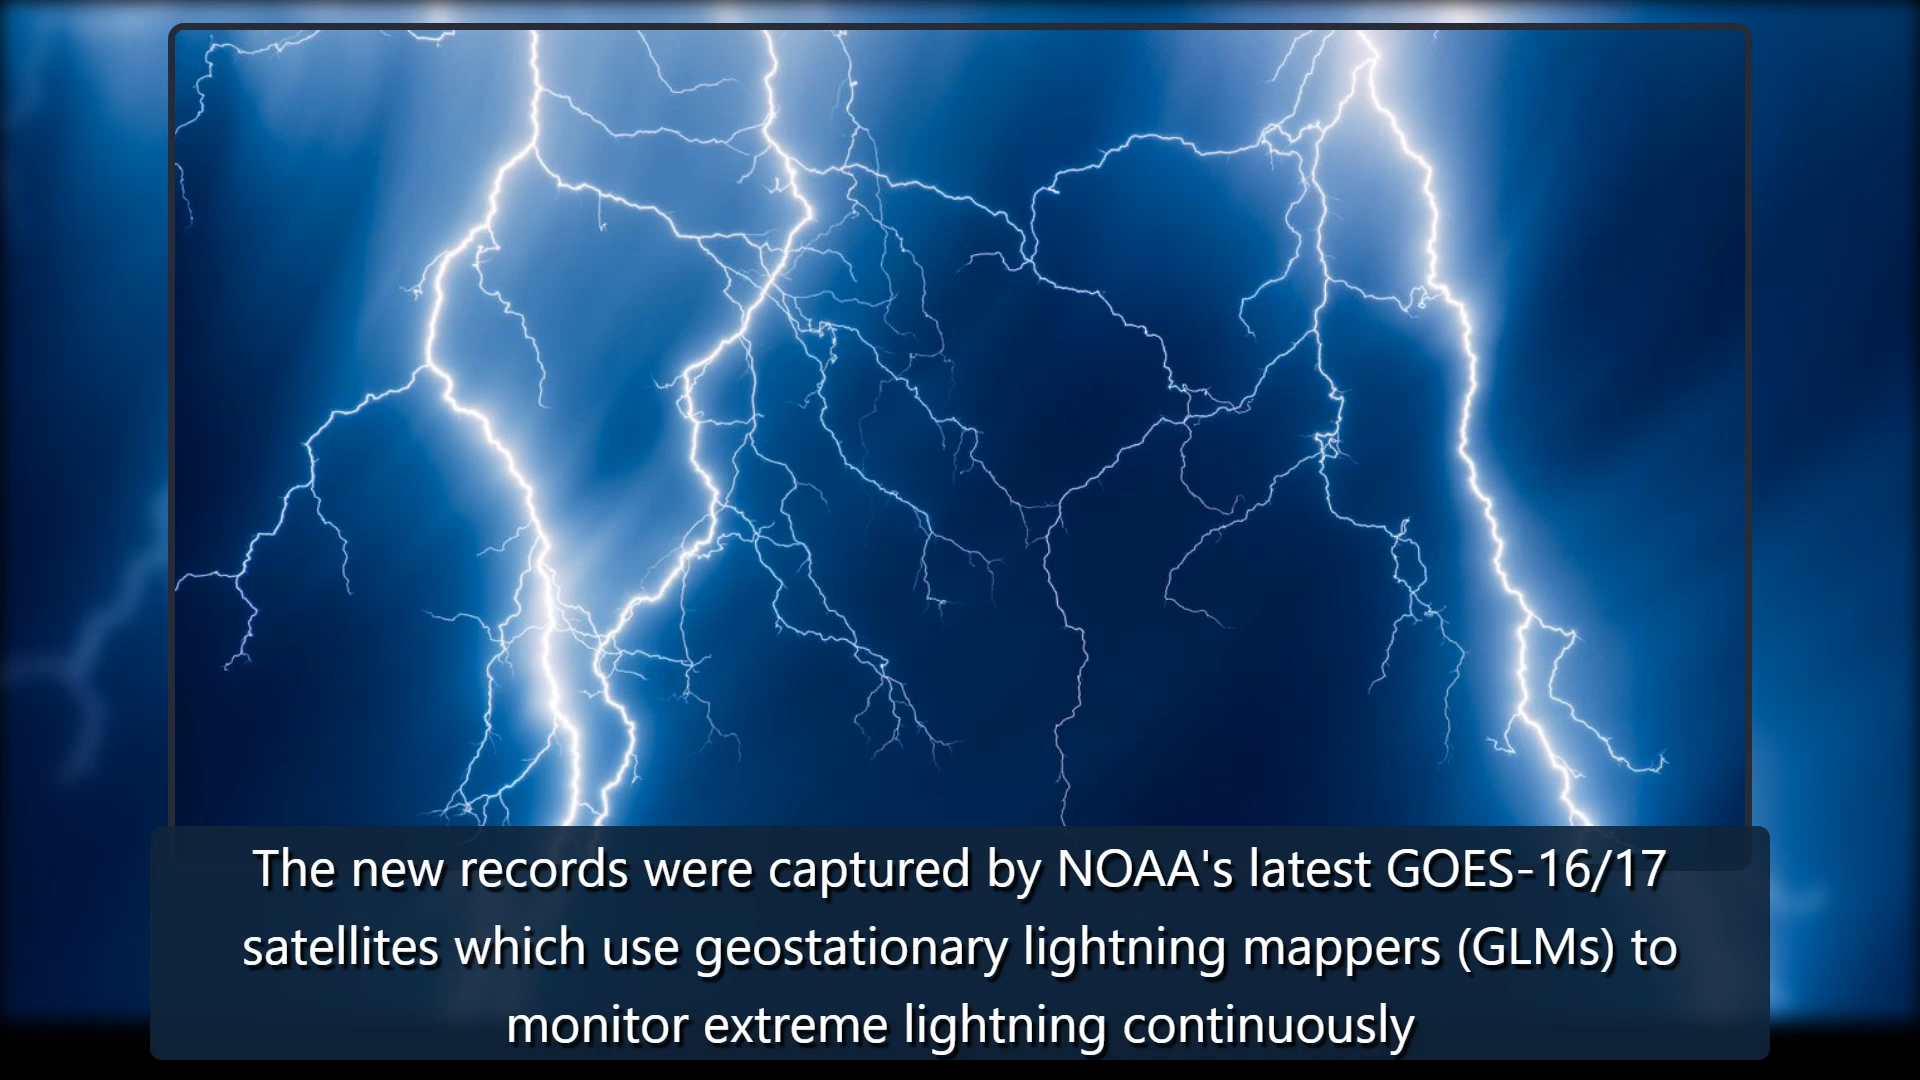 The new records were captured by NOAA's latest GOES-16/17
satellites which use geostationary lightning mappers (GLMs) to
monitor extreme lightning continuously